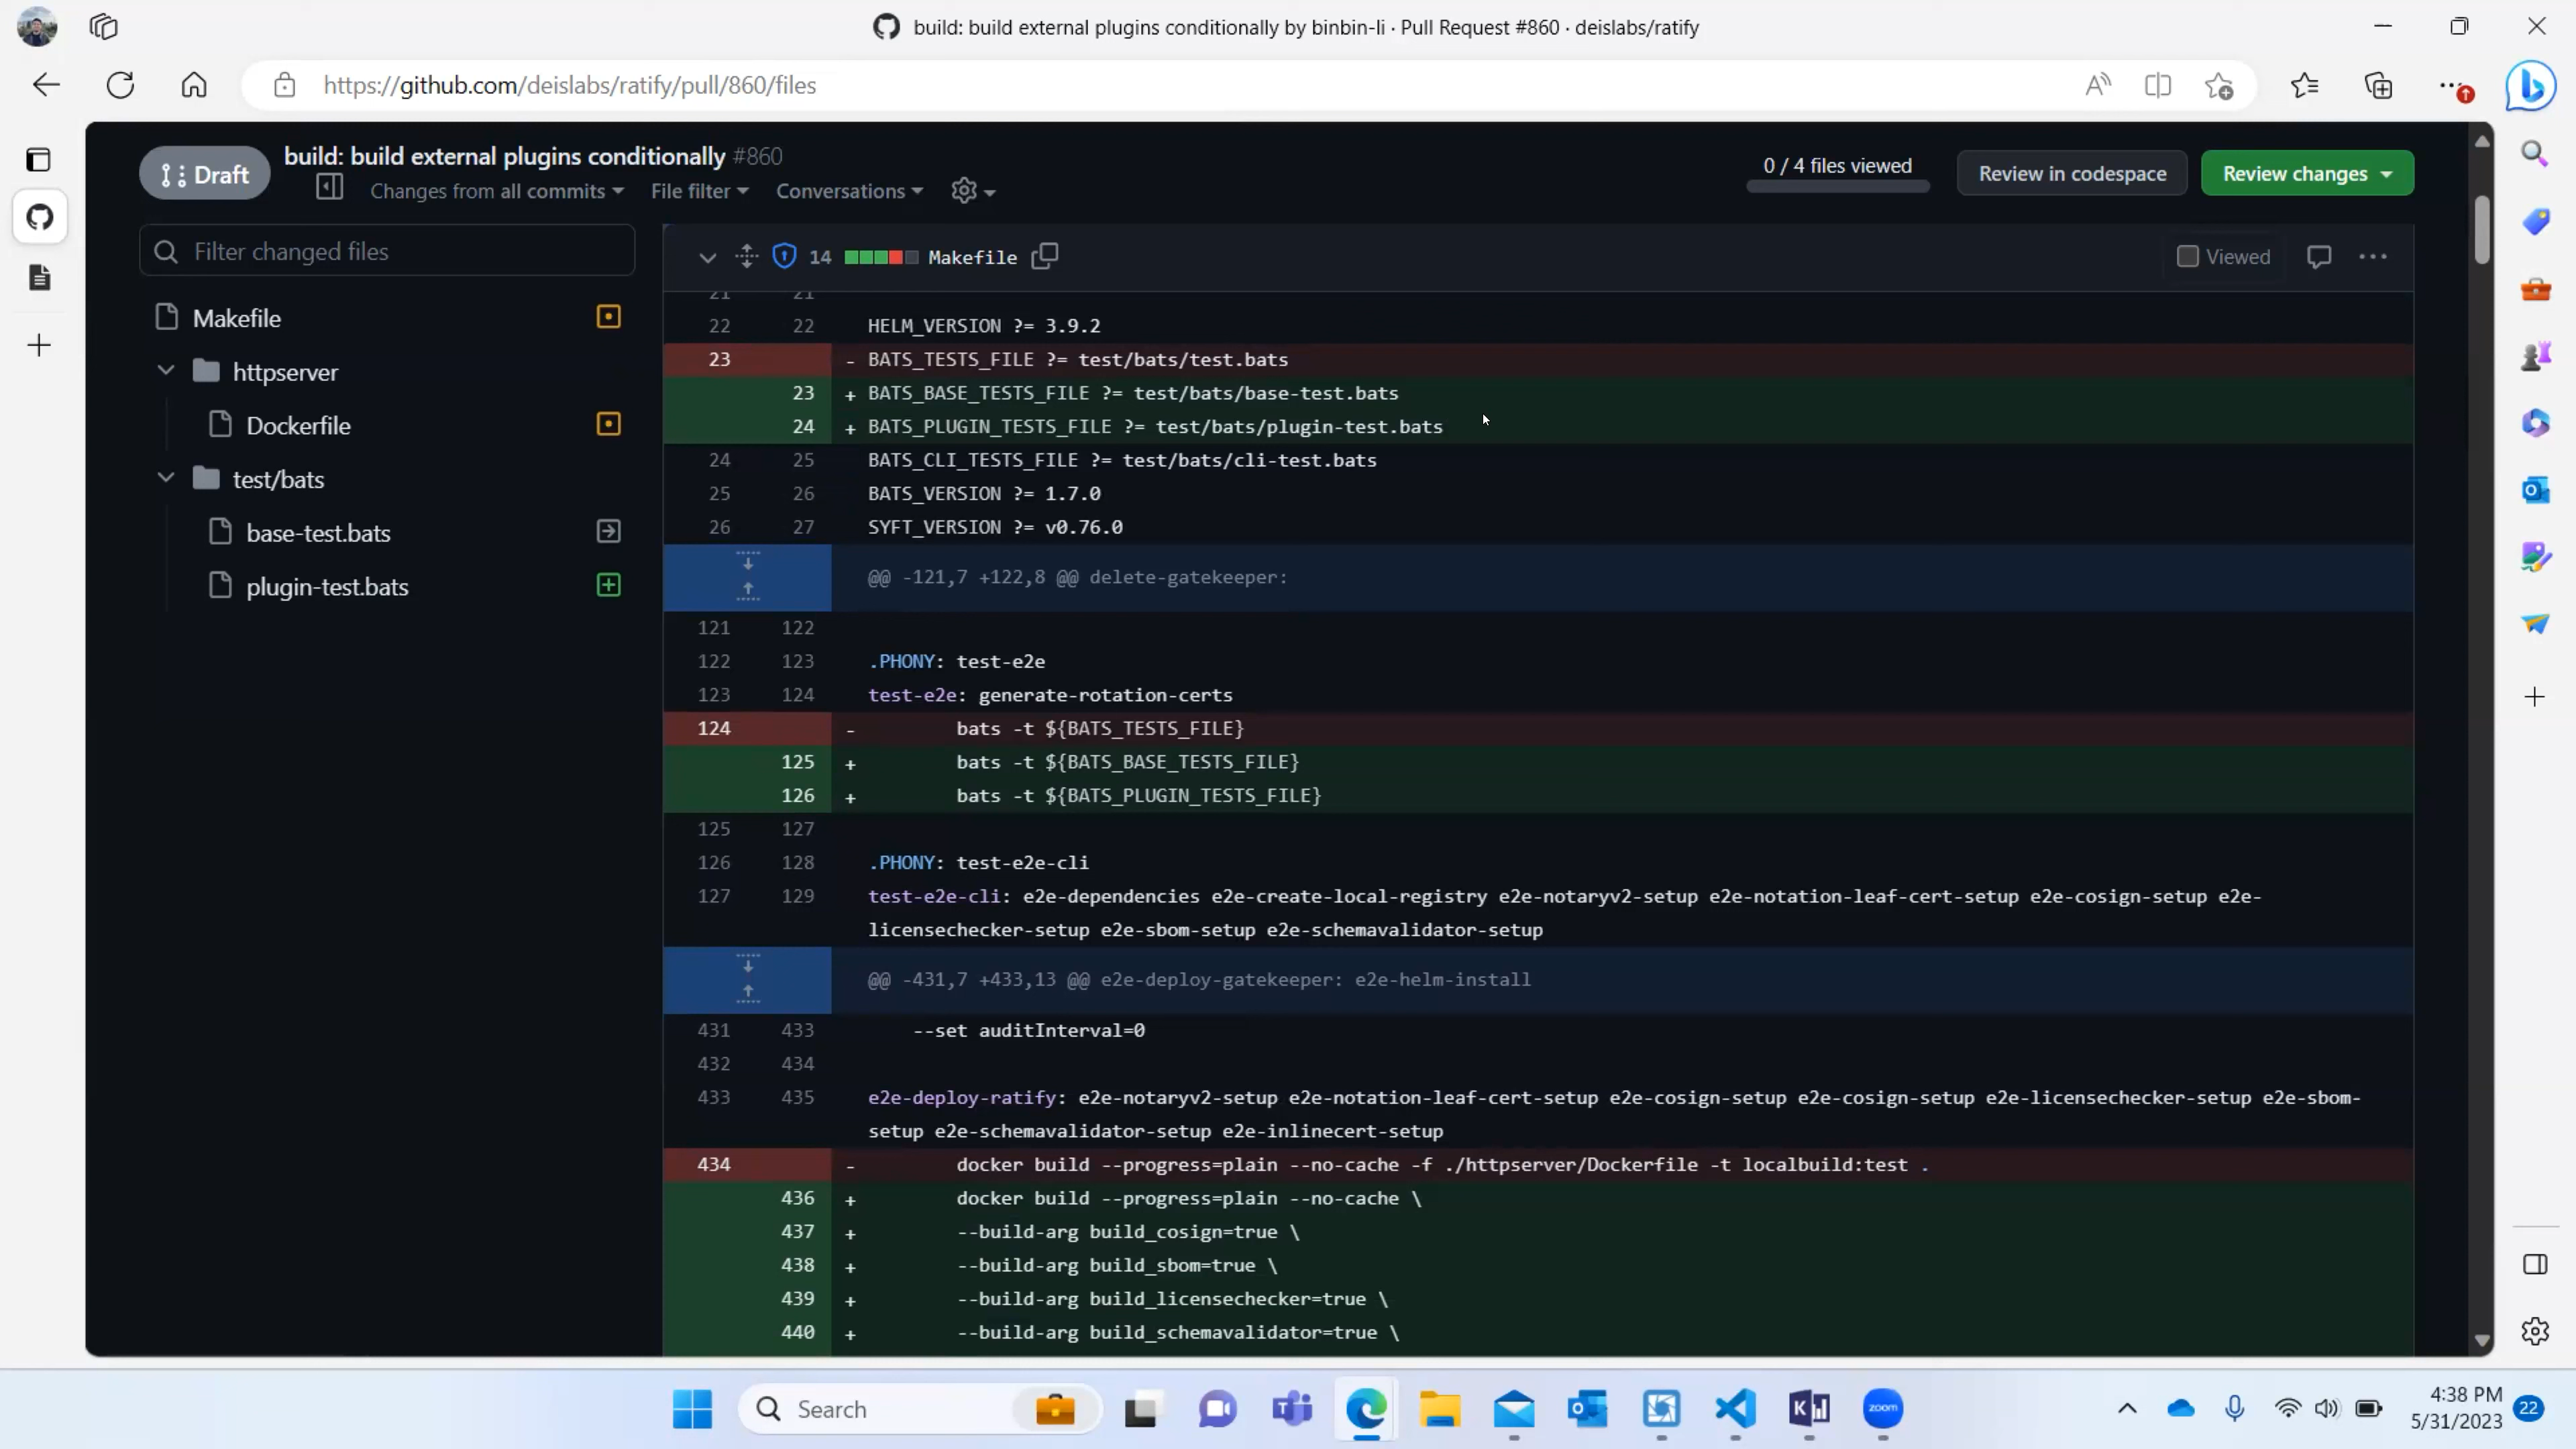 build: build external plugins conditionally by binbin-li · Pull Request #860 · deislabs/ratify
https://github.com/deislabs/ratify/pull/860/files
Draft
build: build external plugins conditionally #860
Changes from all commits
File filter
Conversations
0 / 4 files viewed
Review in codespace
Review changes
Filter changed files
Makefile
httpserver
Dockerfile
test/bats
base-test.bats
plugin-test.bats
14 Makefile
Viewed
21 21
22 22 HELM_VERSION ?= 3.9.2
23 - BATS_TESTS_FILE ?= test/bats/test.bats
23 + BATS_BASE_TESTS_FILE ?= test/bats/base-test.bats
24 + BATS_PLUGIN_TESTS_FILE ?= test/bats/plugin-test.bats
24 25 BATS_CLI_TESTS_FILE ?= test/bats/cli-test.bats
25 26 BATS_VERSION ?= 1.7.0
26 27 SYFT_VERSION ?= v0.76.0
@@ -121,7 +122,8 @@ delete-gatekeeper:
121 122
122 123 .PHONY: test-e2e
123 124 test-e2e: generate-rotation-certs
124 - bats -t ${BATS_TESTS_FILE}
125 + bats -t ${BATS_BASE_TESTS_FILE}
126 + bats -t ${BATS_PLUGIN_TESTS_FILE}
125 127
126 128 .PHONY: test-e2e-cli
127 129 test-e2e-cli: e2e-dependencies e2e-create-local-registry e2e-notaryv2-setup e2e-notation-leaf-cert-setup e2e-cosign-setup e2e-
licensechecker-setup e2e-sbom-setup e2e-schemavalidator-setup
@@ -431,7 +433,13 @@ e2e-deploy-gatekeeper: e2e-helm-install
431 433 --set auditInterval=0
432 434
433 435 e2e-deploy-ratify: e2e-notaryv2-setup e2e-notation-leaf-cert-setup e2e-cosign-setup e2e-cosign-setup e2e-licensechecker-setup e2e-sbom-
setup e2e-schemavalidator-setup e2e-inlinecert-setup
434 - docker build --progress=plain --no-cache -f ./httpserver/Dockerfile -t localbuild:test .
436 + docker build --progress=plain --no-cache \
437 + --build-arg build_cosign=true \
438 + --build-arg build_sbom=true \
439 + --build-arg build_licensechecker=true \
440 + --build-arg build_schemavalidator=true \
Search
zoom
4:38 PM
5/31/2023
22